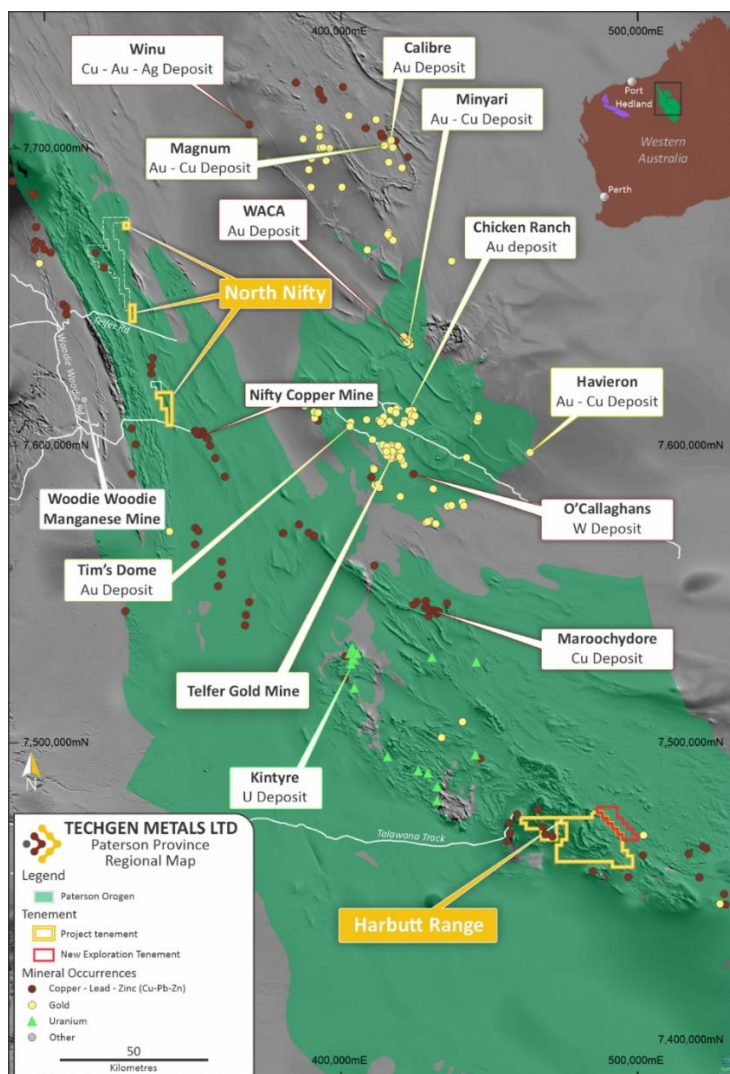 400,000mE
500,000mE
Winu
Cu - Au - Ag Deposit
Calibre
Au Deposit
Port
Hedland
Western
Australia
Perth
Minyari
Au - Cu Deposit
Magnum
Au - Cu Deposit
7,700,000mN
WACA
Au Deposit
Chicken Ranch
Au deposit
North Nifty
Telfer Rd
Woodie Woodie Rd
Nifty Copper Mine
Havieron
Au - Cu Deposit
7,600,000mN
7,600,000mN
Woodie Woodie
Manganese Mine
O'Callaghans
W Deposit
Tim's Dome
Au Deposit
Maroochydore
Cu Deposit
Telfer Gold Mine
7,500,000mN
7,500,000mN
N
Kintyre
U Deposit
Talawana Track
Harbutt Range
TECHGEN METALS LTD
Paterson Province
Regional Map
Legend
Paterson Orogen
Tenement
Project tenement
New Exploration Tenement
Mineral Occurrences
Copper - Lead - Zinc (Cu-Pb-Zn)
Gold
Uranium
Other
50
Kilometres
7,400,000mN
400,000mE
500,000mE